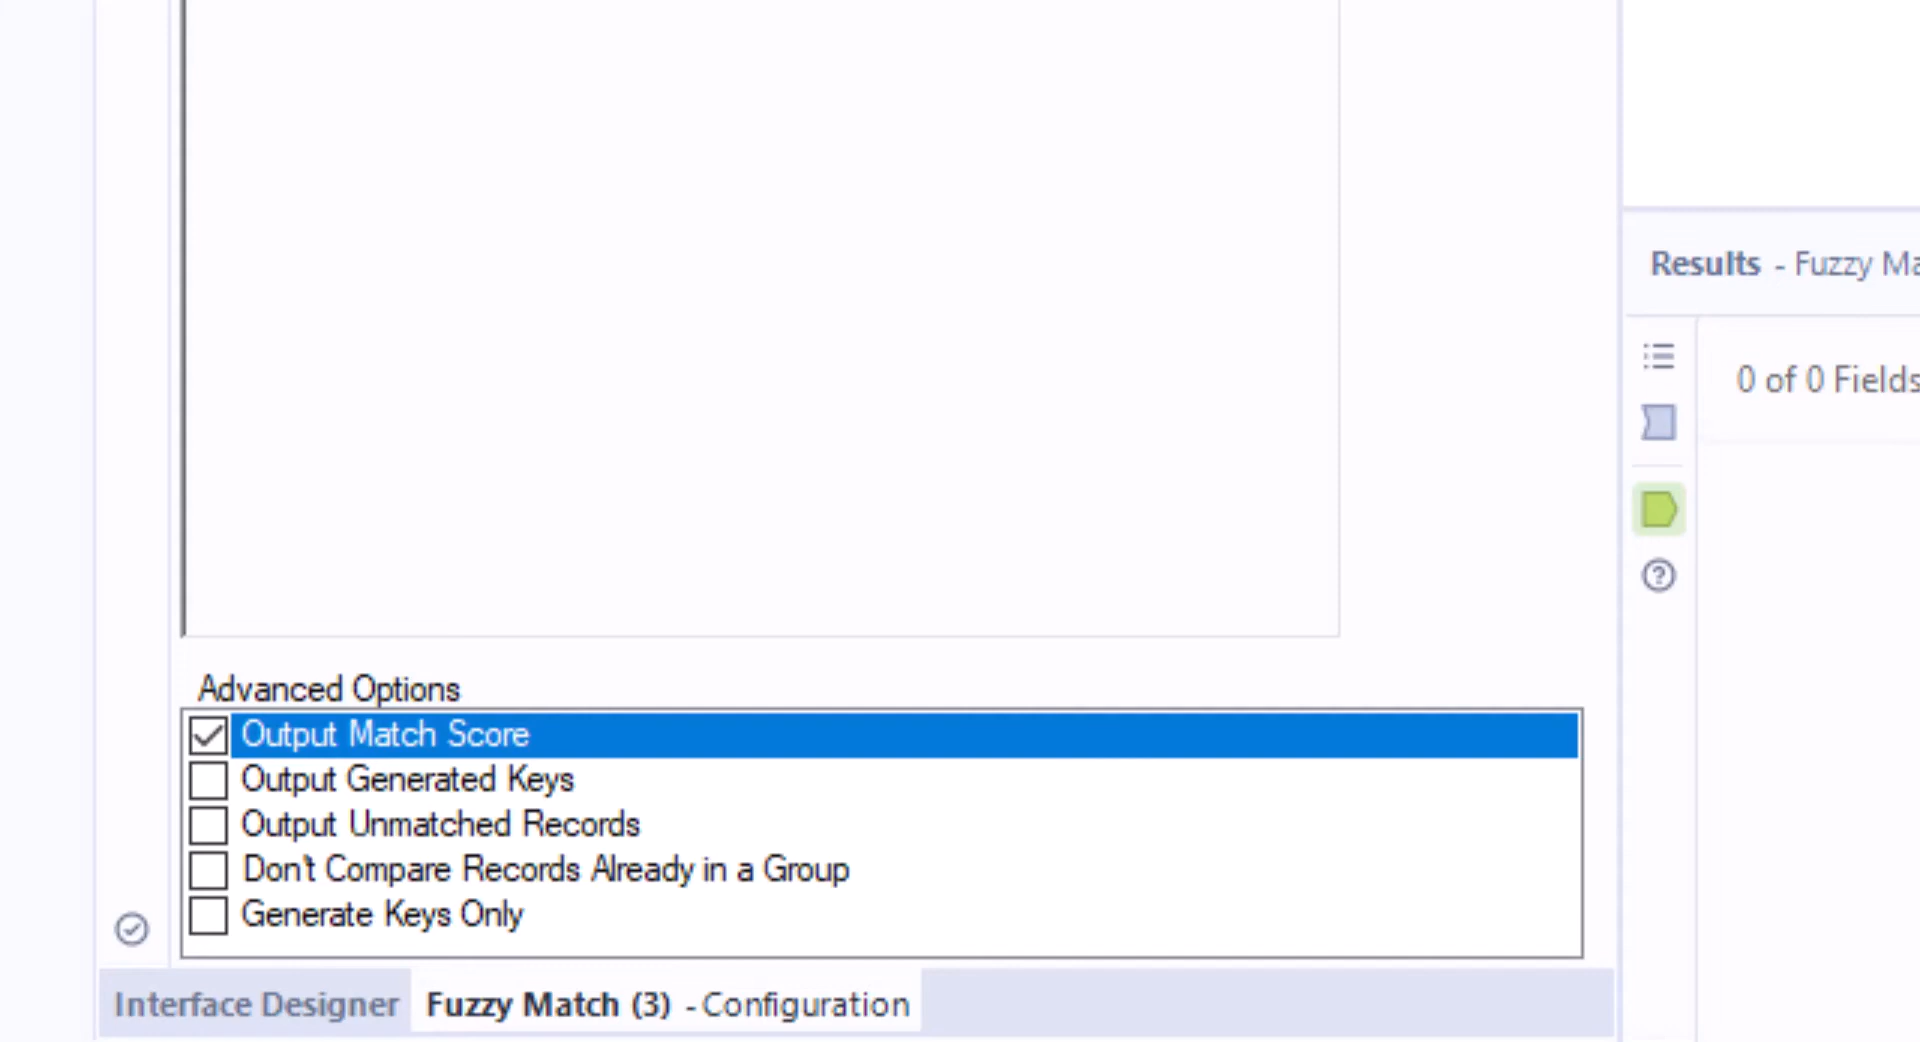 Results - Fuzzy Ma
0 of 0 Fields
Advanced Options
Output Match Score
Output Generated Keys
Output Unmatched Records
Don't Compare Records Already in a Group
Generate Keys Only
Interface Designer Fuzzy Match (3) - Configuration